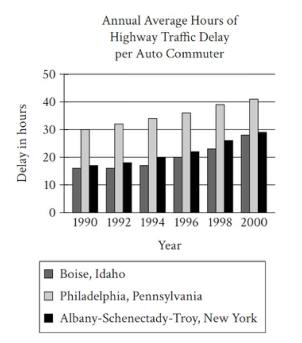 Annual Average Hours of
Highway Traffic Delay
per Auto Commuter
Delay in hours
50
40
30
20
10
0
1990 1992 1994 1996 1998 2000
Year
Boise, Idaho
Philadelphia, Pennsylvania
Albany-Schenectady-Troy, New York